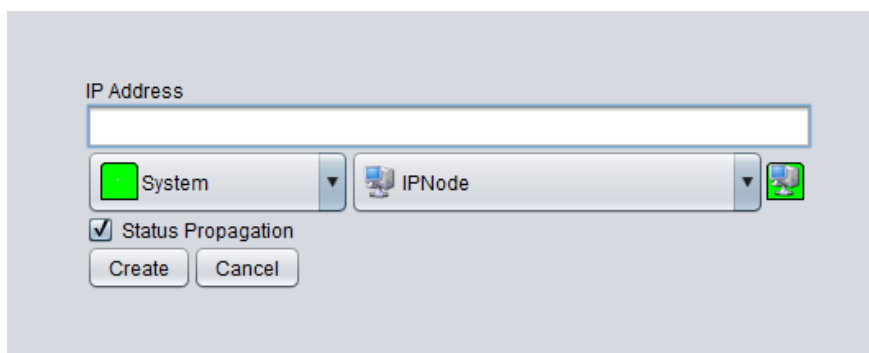 IP Address
System IPNode
Status Propagation
Create Cancel